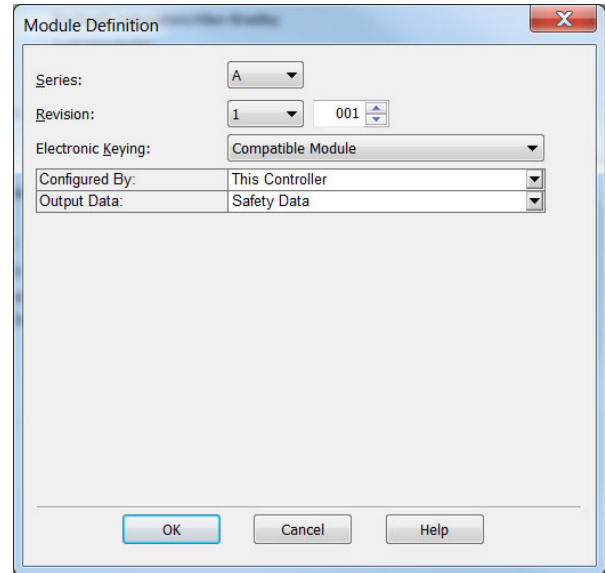 Module Definition
Series: A
Revision: 1 001
Electronic Keying: Compatible Module
Configured By: This Controller
Output Data: Safety Data
OK Cancel Help